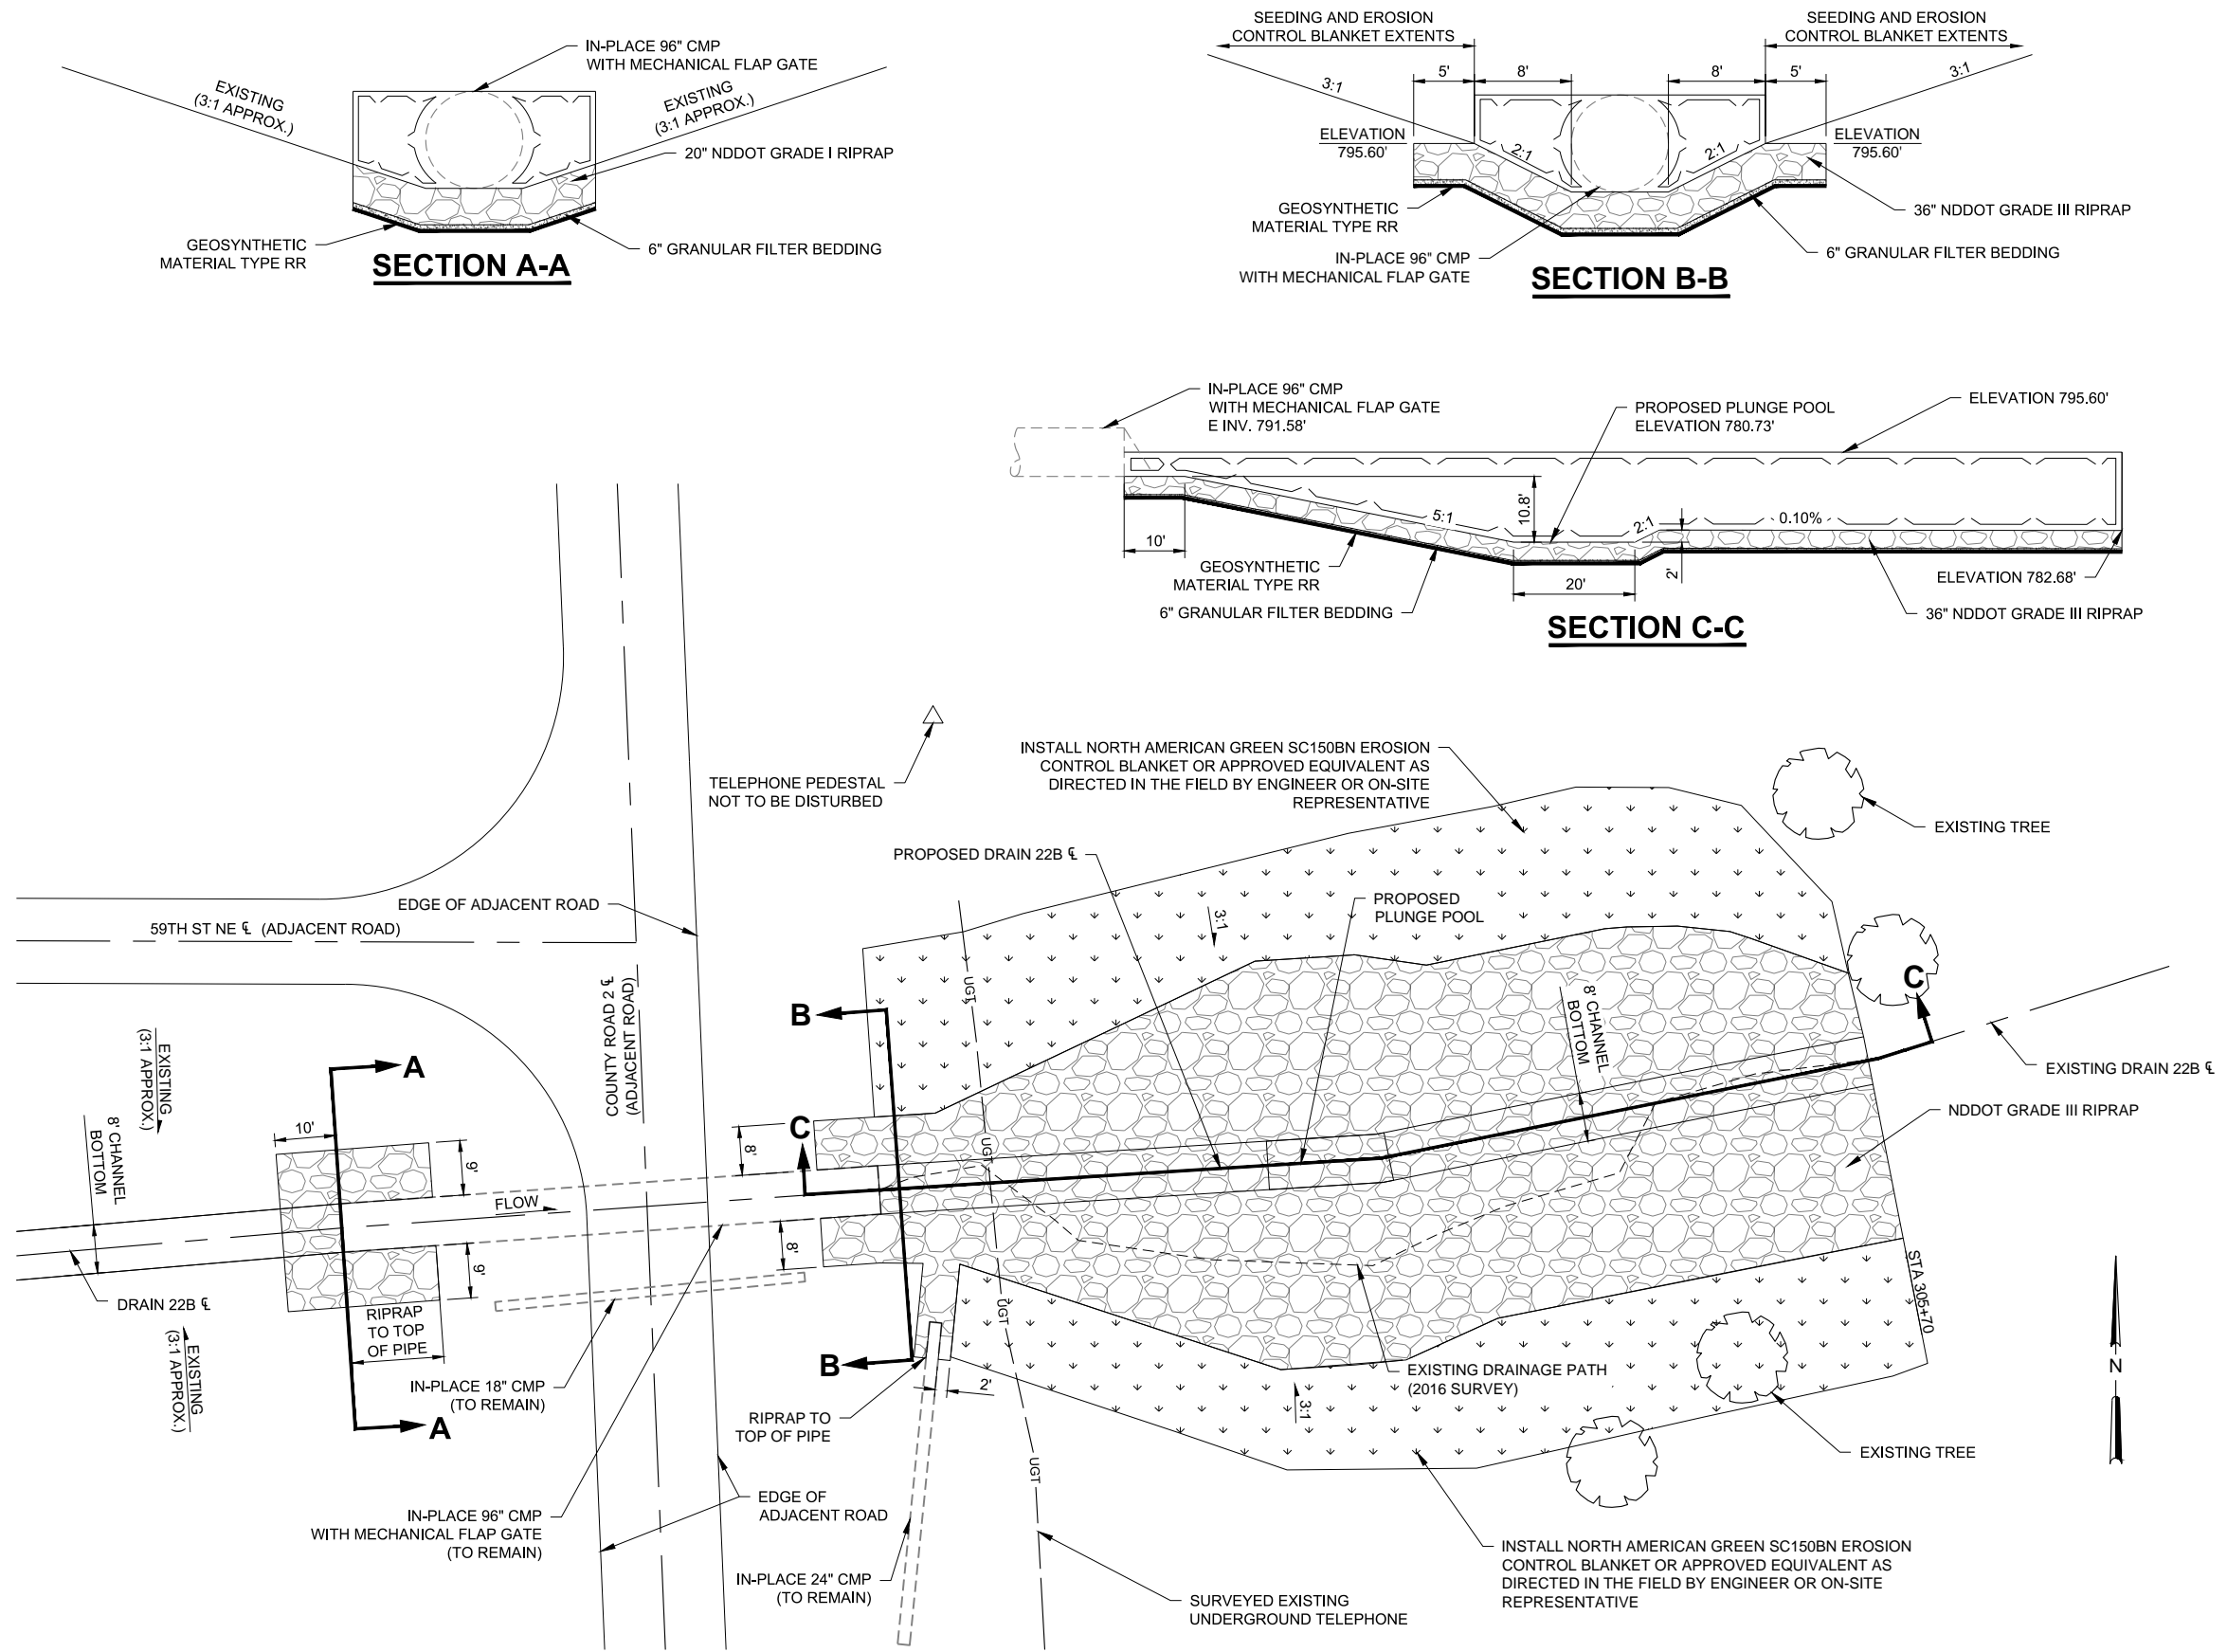 IN-PLACE 96" CMP
WITH MECHANICAL FLAP GATE
EXISTING
(3:1 APPROX.)
EXISTING
(3:1 APPROX.)
20" NDDOT GRADE I RIPRAP
GEOSYNTHETIC
MATERIAL TYPE RR
6" GRANULAR FILTER BEDDING
SECTION A-A
SEEDING AND EROSION
CONTROL BLANKET EXTENTS
SEEDING AND EROSION
CONTROL BLANKET EXTENTS
5'
8'
8'
5'
3:1
3:1
ELEVATION
795.60'
ELEVATION
795.60'
2:1
2:1
GEOSYNTHETIC
MATERIAL TYPE RR
36" NDDOT GRADE III RIPRAP
IN-PLACE 96" CMP
WITH MECHANICAL FLAP GATE
6" GRANULAR FILTER BEDDING
SECTION B-B
IN-PLACE 96" CMP
WITH MECHANICAL FLAP GATE
E INV. 791.58'
PROPOSED PLUNGE POOL
ELEVATION 780.73'
ELEVATION 795.60'
10.8'
5:1
2:1
0.10%
10'
GEOSYNTHETIC
MATERIAL TYPE RR
20'
2'
ELEVATION 782.68'
6" GRANULAR FILTER BEDDING
36" NDDOT GRADE III RIPRAP
SECTION C-C
TELEPHONE PEDESTAL
NOT TO BE DISTURBED
INSTALL NORTH AMERICAN GREEN SC150BN EROSION
CONTROL BLANKET OR APPROVED EQUIVALENT AS
DIRECTED IN THE FIELD BY ENGINEER OR ON-SITE
REPRESENTATIVE
EXISTING TREE
PROPOSED DRAIN 22B ℄
PROPOSED
PLUNGE POOL
EDGE OF ADJACENT ROAD
59TH ST NE ℄ (ADJACENT ROAD)
COUNTY ROAD 2 ℄
(ADJACENT ROAD)
3:1
UGT
B
C
8' CHANNEL
BOTTOM
EXISTING DRAIN 22B ℄
NDDOT GRADE III RIPRAP
EXISTING
(3:1 APPROX.)
A
8' CHANNEL
BOTTOM
10'
9'
C
8'
UGT
FLOW
8'
9'
DRAIN 22B ℄
RIPRAP
TO TOP
OF PIPE
EXISTING
(3:1 APPROX.)
UGT
STA 305+70
B
2'
EXISTING DRAINAGE PATH
(2016 SURVEY)
3:1
N
IN-PLACE 18" CMP
(TO REMAIN)
A
RIPRAP TO
TOP OF PIPE
UGT
EXISTING TREE
EDGE OF
ADJACENT ROAD
IN-PLACE 96" CMP
WITH MECHANICAL FLAP GATE
(TO REMAIN)
IN-PLACE 24" CMP
(TO REMAIN)
SURVEYED EXISTING
UNDERGROUND TELEPHONE
INSTALL NORTH AMERICAN GREEN SC150BN EROSION
CONTROL BLANKET OR APPROVED EQUIVALENT AS
DIRECTED IN THE FIELD BY ENGINEER OR ON-SITE
REPRESENTATIVE